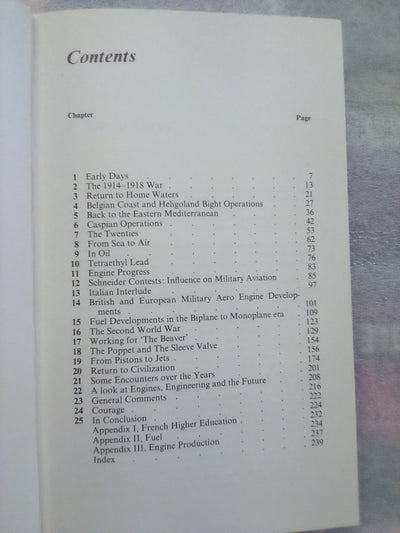 Contents
Chapter Page
1 Early Days . . . . . . 7
2 The 1914–1918 War . . . . . . 13
3 Return to Home Waters . . . . . 21
4 Belgian Coast and Heligoland Bight Operations . . 27
5 Back to the Eastern Mediterranean . . . . 36
6 Caspian Operations . . . . . . 42
7 The Twenties . . . . . . 53
8 From Sea to Air . . . . . . 62
9 In Oil . . . . . . 73
10 Tetraethyl Lead . . . . . . 76
11 Engine Progress . . . . . . 83
12 Schneider Contests: Influence on Military Aviation . 85
13 Italian Interlude . . . . . . 97
14 British and European Military Aero Engine Develop-
ments . . . . . . 101
15 Fuel Developments in the Biplane to Monoplane era 109
16 The Second World War . . . . . 123
17 Working for 'The Beaver' . . . . . 129
18 The Poppet and The Sleeve Valve . . . . 154
19 From Pistons to Jets . . . . . . 156
20 Return to Civilization . . . . . 174
21 Some Encounters over the Years . . . . 201
22 A look at Engines, Engineering and the Future . . 208
23 General Comments . . . . . 216
24 Courage . . . . . . 222
25 In Conclusion . . . . . . 224
Appendix I, French Higher Education . . . . 232
Appendix II, Fuel . . . . . 234
Appendix III, Engine Production . . . . 237
Index . . . . . . 239